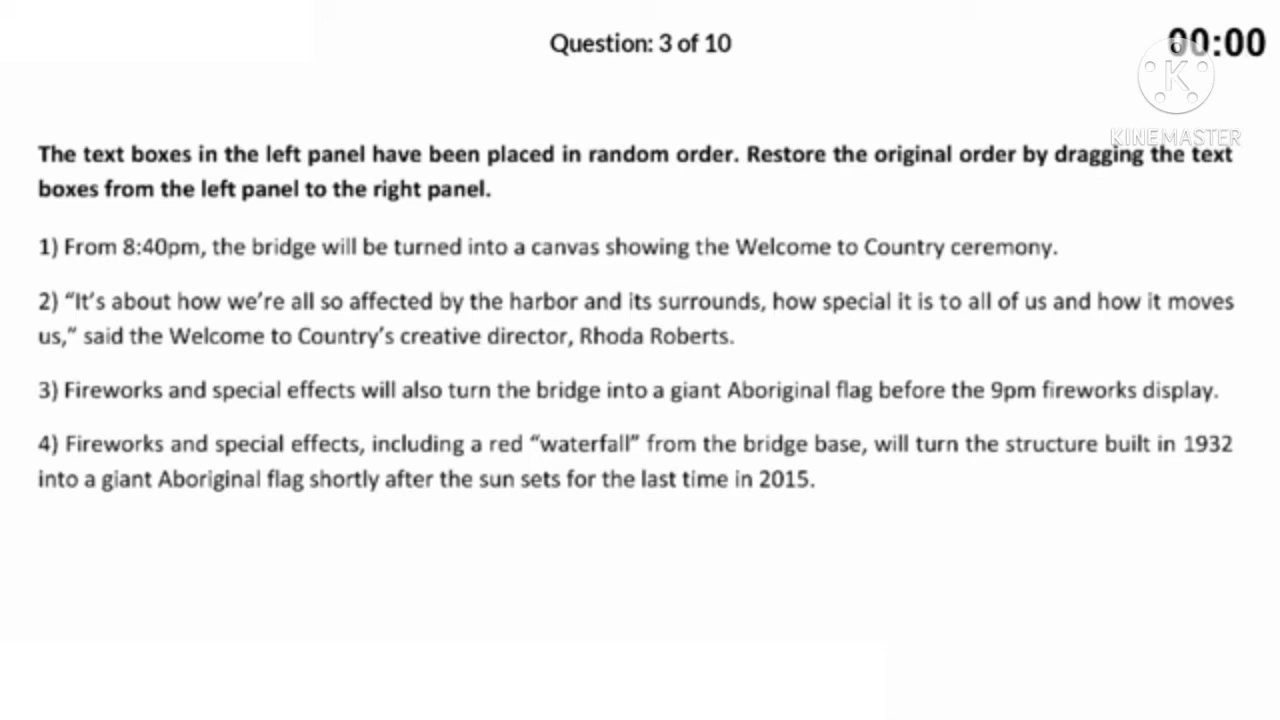 Question: 3 of 10
00:00
KINEMASTER
The text boxes in the left panel have been placed in random order. Restore the original order by dragging the text
boxes from the left panel to the right panel.
1) From 8:40pm, the bridge will be turned into a canvas showing the Welcome to Country ceremony.
2) “It’s about how we’re all so affected by the harbor and its surrounds, how special it is to all of us and how it moves
us,” said the Welcome to Country’s creative director, Rhoda Roberts.
3) Fireworks and special effects will also turn the bridge into a giant Aboriginal flag before the 9pm fireworks display.
4) Fireworks and special effects, including a red “waterfall” from the bridge base, will turn the structure built in 1932
into a giant Aboriginal flag shortly after the sun sets for the last time in 2015.